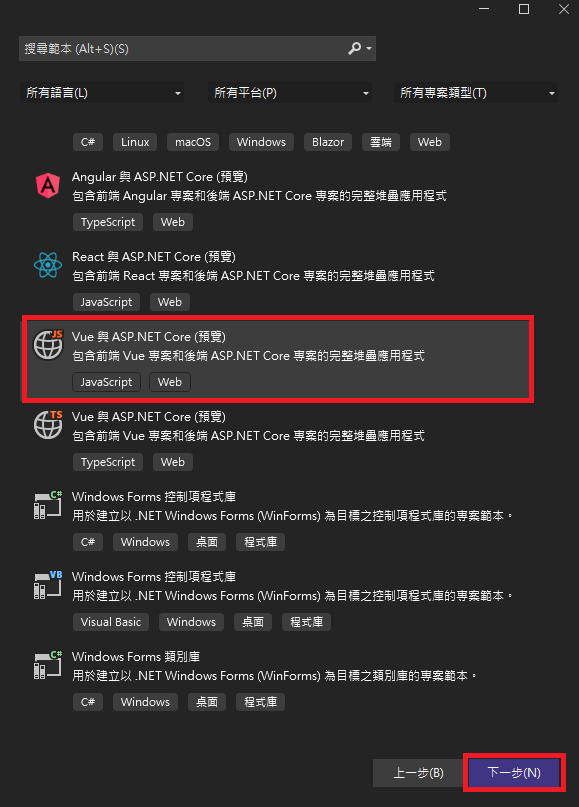 搜尋範本 (Alt+S)(S)
所有語言(L) 所有平台(P) 所有專案類型(T)
C# Linux macOS Windows Blazor 雲端 Web
Angular 與 ASP.NET Core (預覽)
包含前端 Angular 專案和後端 ASP.NET Core 專案的完整堆疊應用程式
TypeScript Web
React 與 ASP.NET Core (預覽)
包含前端 React 專案和後端 ASP.NET Core 專案的完整堆疊應用程式
JavaScript Web
JS
Vue 與 ASP.NET Core (預覽)
包含前端 Vue 專案和後端 ASP.NET Core 專案的完整堆疊應用程式
JavaScript Web
TS
Vue 與 ASP.NET Core (預覽)
包含前端 Vue 專案和後端 ASP.NET Core 專案的完整堆疊應用程式
TypeScript Web
C#
Windows Forms 控制項程式庫
用於建立以 .NET Windows Forms (WinForms) 為目標之控制項程式庫的專案範本。
C# Windows 桌面 程式庫
VB
Windows Forms 控制項程式庫
用於建立以 .NET Windows Forms (WinForms) 為目標之控制項程式庫的專案範本。
Visual Basic Windows 桌面 程式庫
C#
Windows Forms 類別庫
用於建立以 .NET Windows Forms (WinForms) 為目標之類別庫的專案範本。
C# Windows 桌面 程式庫
上一步(B) 下一步(N)